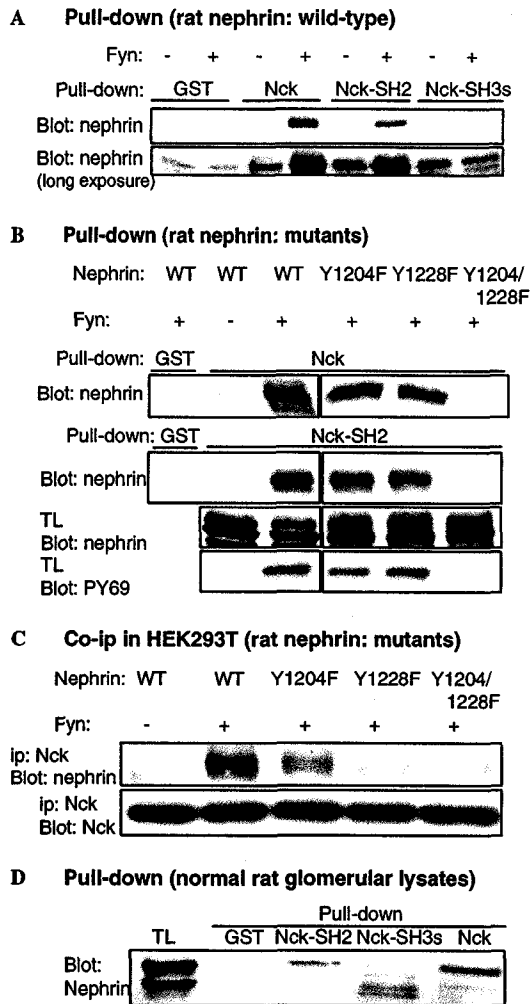 A Pull-down (rat nephrin: wild-type)
Fyn: - + - + - + - +
Pull-down: GST Nck Nck-SH2 Nck-SH3s
Blot: nephrin
Blot: nephrin
(long exposure)
B Pull-down (rat nephrin: mutants)
Nephrin: WT WT WT Y1204F Y1228F Y1204/
1228F
Fyn: + - + + + +
Pull-down: GST Nck
Blot: nephrin
Pull-down: GST Nck-SH2
Blot: nephrin
TL
Blot: nephrin
TL
Blot: PY69
C Co-ip in HEK293T (rat nephrin: mutants)
Nephrin: WT WT Y1204F Y1228F Y1204/
1228F
Fyn: - + + + +
ip: Nck
Blot: nephrin
ip: Nck
Blot: Nck
D Pull-down (normal rat glomerular lysates)
Pull-down
TL GST Nck-SH2 Nck-SH3s Nck
Blot:
Nephrin